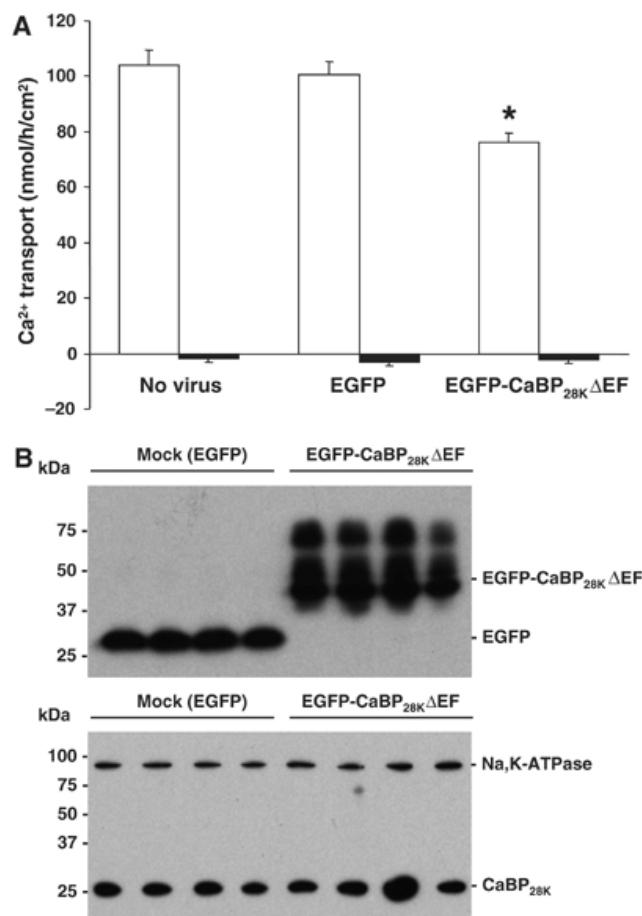 A
Ca²⁺ transport (nmol/h/cm²)
120
100
80
60
40
20
0
–20
*
No virus EGFP EGFP-CaBP₂₈ₖΔEF
B
kDa Mock (EGFP) EGFP-CaBP₂₈ₖΔEF
75 -
50 -
-EGFP-CaBP₂₈ₖΔEF
37 -
-EGFP
25 -
kDa Mock (EGFP) EGFP-CaBP₂₈ₖΔEF
100 - -Na,K-ATPase
75 -
50 -
37 -
25 - -CaBP₂₈ₖ